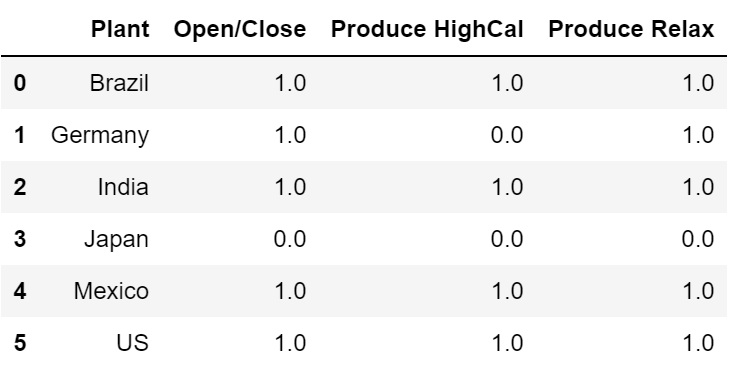 Plant Open/Close Produce HighCal Produce Relax
0 Brazil 1.0 1.0 1.0
1 Germany 1.0 0.0 1.0
2 India 1.0 1.0 1.0
3 Japan 0.0 0.0 0.0
4 Mexico 1.0 1.0 1.0
5 US 1.0 1.0 1.0